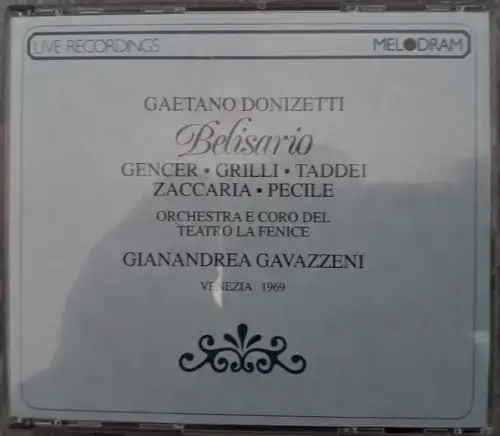 LIVE RECORDINGS MELODRAM
GAETANO DONIZETTI
Belisario
GENCER • GRILLI • TADDEI
ZACCARIA • PECILE
ORCHESTRA E CORO DEL
TEATRO LA FENICE
GIANANDREA GAVAZZENI
VENEZIA 1969